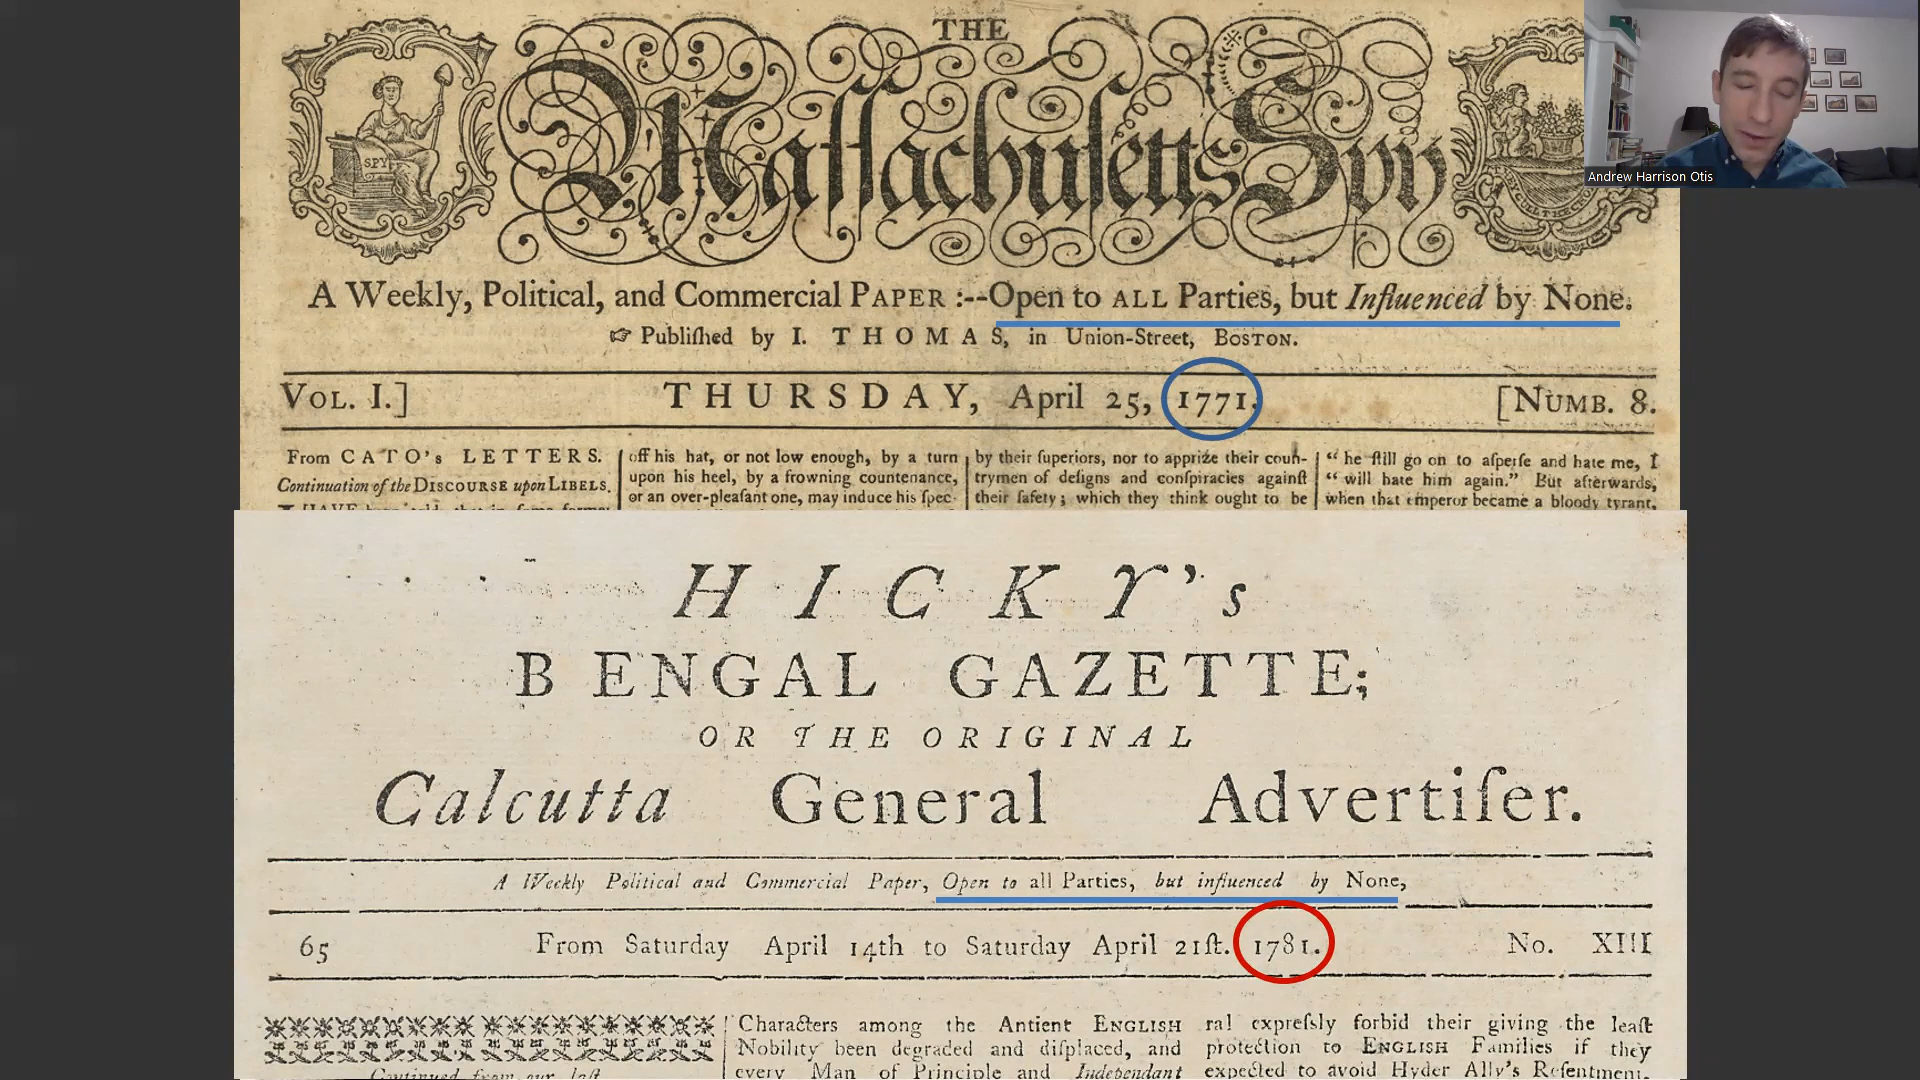 THE
Maſſachuſetts Spy
SPY
Andrew Harrison Otis
A Weekly, Political, and Commercial PAPER :--Open to ALL Parties, but Influenced by None.
☞ Publiſhed by I. THOMAS, in Union-Street, BOSTON.
VOL. I.] THURSDAY, April 25, 1771. [NUMB. 8.
From CATO's LETTERS.
Continuation of the DISCOURSE upon LIBELS.
off his hat, or not low enough, by a turn
upon his heel, by a frowning countenance,
or an over-pleaſant one, may induce his ſpec-
by their ſuperiors, nor to apprize their coun-
trymen of deſigns and conſpiracies againſt
their ſafety; which they think ought to be
“ he ſtill go on to aſperſe and hate me, I
“ will hate him again.” But afterwards,
when that emperor became a bloody tyrant,
HICKY's
BENGAL GAZETTE;
OR THE ORIGINAL
Calcutta General Advertiſer.
A Weekly Political and Commercial Paper, Open to all Parties, but influenced by None,
65 From Saturday April 14th to Saturday April 21ſt. 1781. No. XIII
Continued from our laſt
Characters among the Antient ENGLISH
Nobility been degraded and diſplaced, and
every Man of Principle and Independant
ral expreſsly forbid their giving the leaſt
protection to ENGLISH Families if they
expected to avoid Hyder Ally's Reſentment.